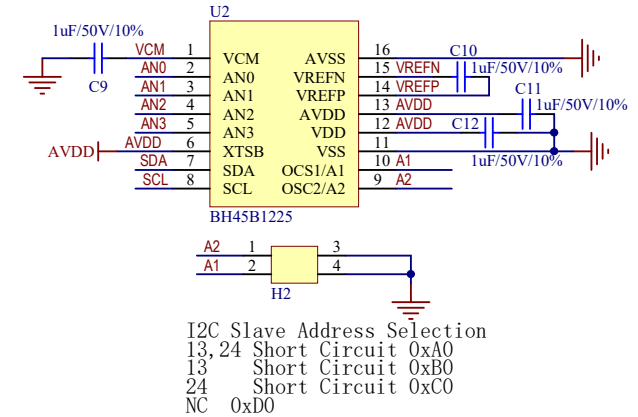 U2
1uF/50V/10%
VCM 1 VCM AVSS 16 C10
C9 AN0 2 AN0 VREFN 15 VREFN 1uF/50V/10%
AN1 3 AN1 VREFP 14 VREFP C11
AN2 4 AN2 AVDD 13 AVDD 1uF/50V/10%
AN3 5 AN3 VDD 12 AVDD C12
AVDD AVDD 6 XTSB VSS 11
SDA 7 SDA OCS1/A1 10 A1 1uF/50V/10%
SCL 8 SCL OSC2/A2 9 A2
BH45B1225
A2 1 3
A1 2 4
H2
I2C Slave Address Selection
13,24 Short Circuit 0xA0
13 Short Circuit 0xB0
24 Short Circuit 0xC0
NC 0xD0